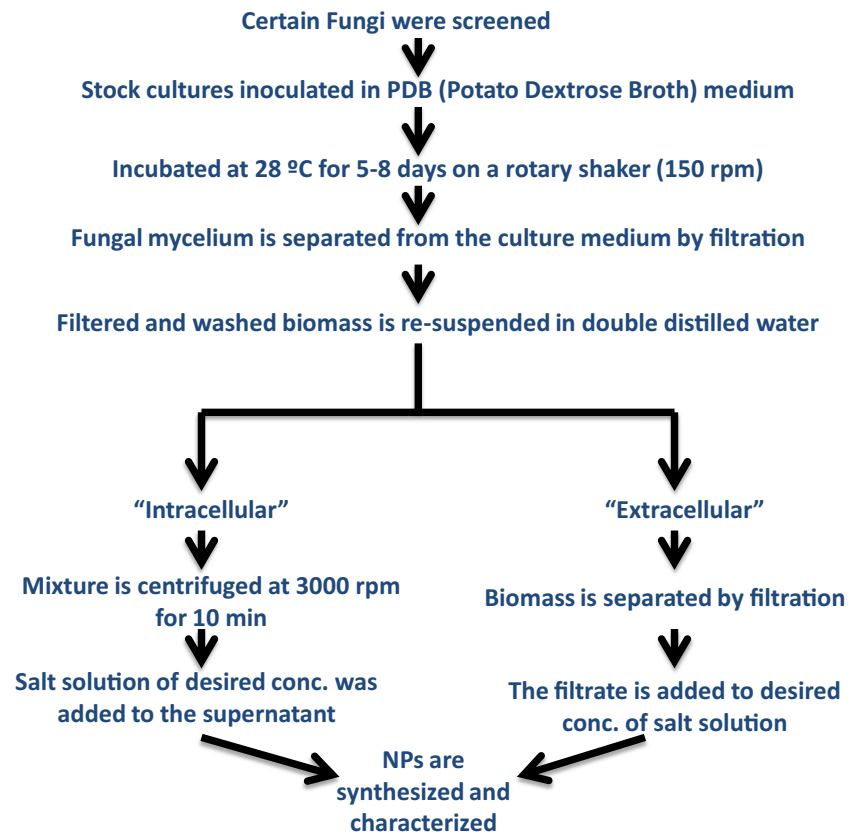 Certain Fungi were screened
Stock cultures inoculated in PDB (Potato Dextrose Broth) medium
Incubated at 28 ºC for 5-8 days on a rotary shaker (150 rpm)
Fungal mycelium is separated from the culture medium by filtration
Filtered and washed biomass is re-suspended in double distilled water
“Intracellular”
Mixture is centrifuged at 3000 rpm
for 10 min
Salt solution of desired conc. was
added to the supernatant
“Extracellular”
Biomass is separated by filtration
The filtrate is added to desired
conc. of salt solution
NPs are
synthesized and
characterized